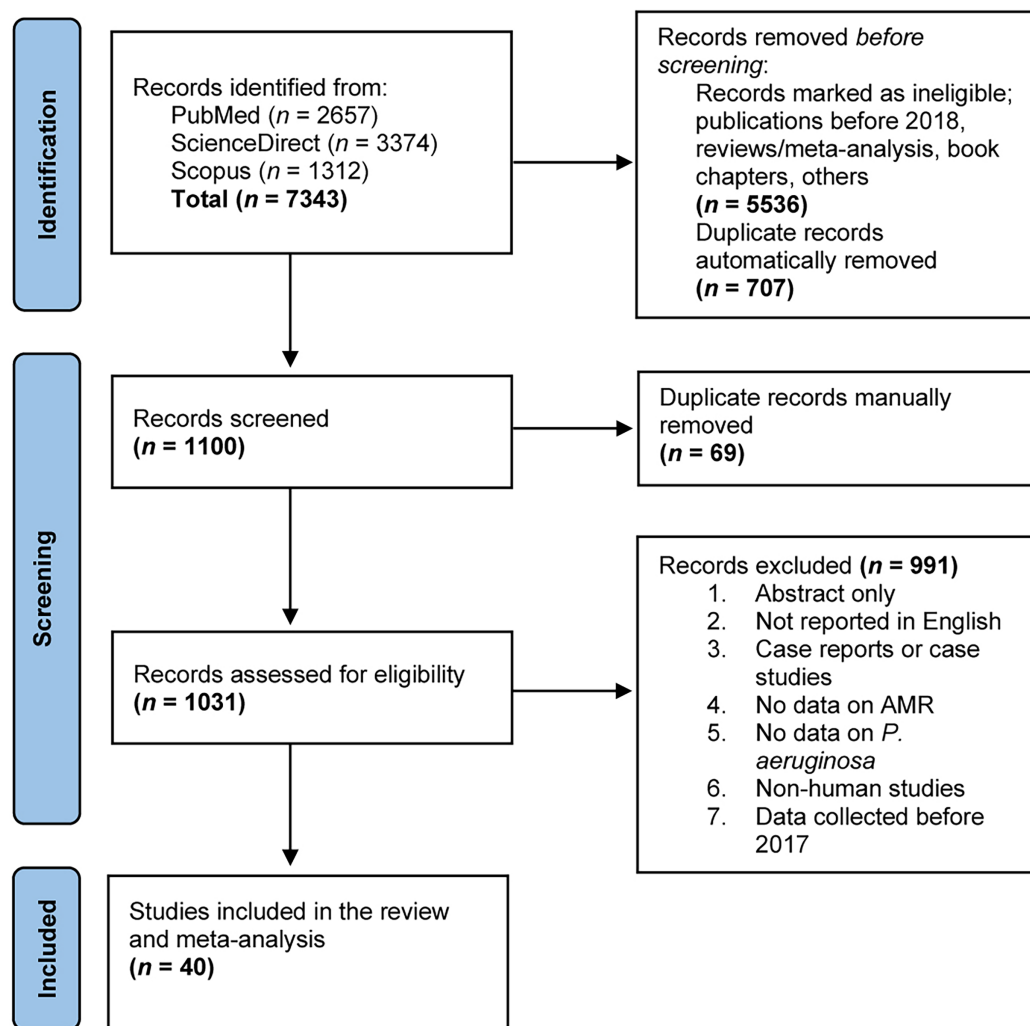 Identification
Records identified from:
PubMed (n = 2657)
ScienceDirect (n = 3374)
Scopus (n = 1312)
Total (n = 7343)
Records removed before
screening:
Records marked as ineligible;
publications before 2018,
reviews/meta-analysis, book
chapters, others
(n = 5536)
Duplicate records
automatically removed
(n = 707)
Screening
Records screened
(n = 1100)
Duplicate records manually
removed
(n = 69)
Records assessed for eligibility
(n = 1031)
Records excluded (n = 991)
1. Abstract only
2. Not reported in English
3. Case reports or case
studies
4. No data on AMR
5. No data on P.
aeruginosa
6. Non-human studies
7. Data collected before
2017
Included
Studies included in the review
and meta-analysis
(n = 40)